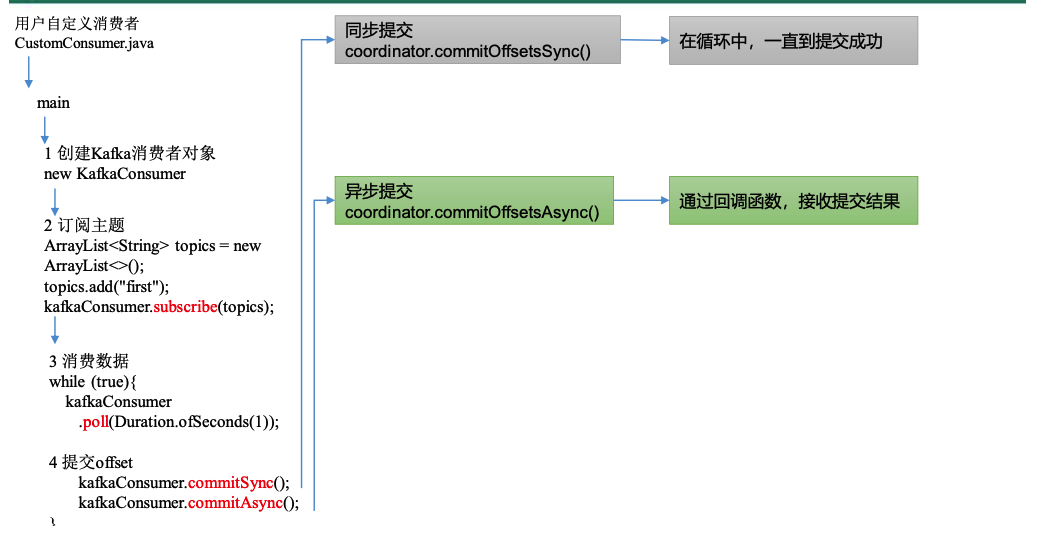 用户自定义消费者
CustomConsumer.java
main
1 创建Kafka消费者对象
new KafkaConsumer
2 订阅主题
ArrayList<String> topics = new
ArrayList<>();
topics.add("first");
kafkaConsumer.subscribe(topics);
3 消费数据
while (true){
kafkaConsumer
.poll(Duration.ofSeconds(1));
4 提交offset
kafkaConsumer.commitSync();
kafkaConsumer.commitAsync();
}
同步提交
coordinator.commitOffsetsSync()
在循环中，一直到提交成功
异步提交
coordinator.commitOffsetsAsync()
通过回调函数，接收提交结果